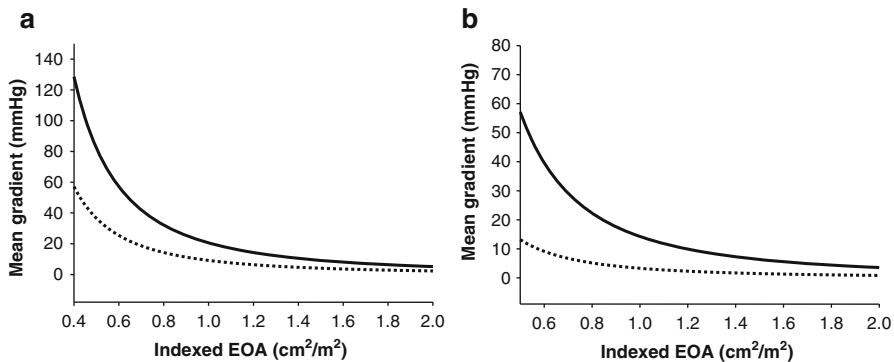 a
Mean gradient (mmHg)
140
120
100
80
60
40
20
0
0.4 0.6 0.8 1.0 1.2 1.4 1.6 1.8 2.0
Indexed EOA (cm²/m²)
b
Mean gradient (mmHg)
80
70
60
50
40
30
20
10
0
0.6 0.8 1.0 1.2 1.4 1.6 1.8 2.0
Indexed EOA (cm²/m²)